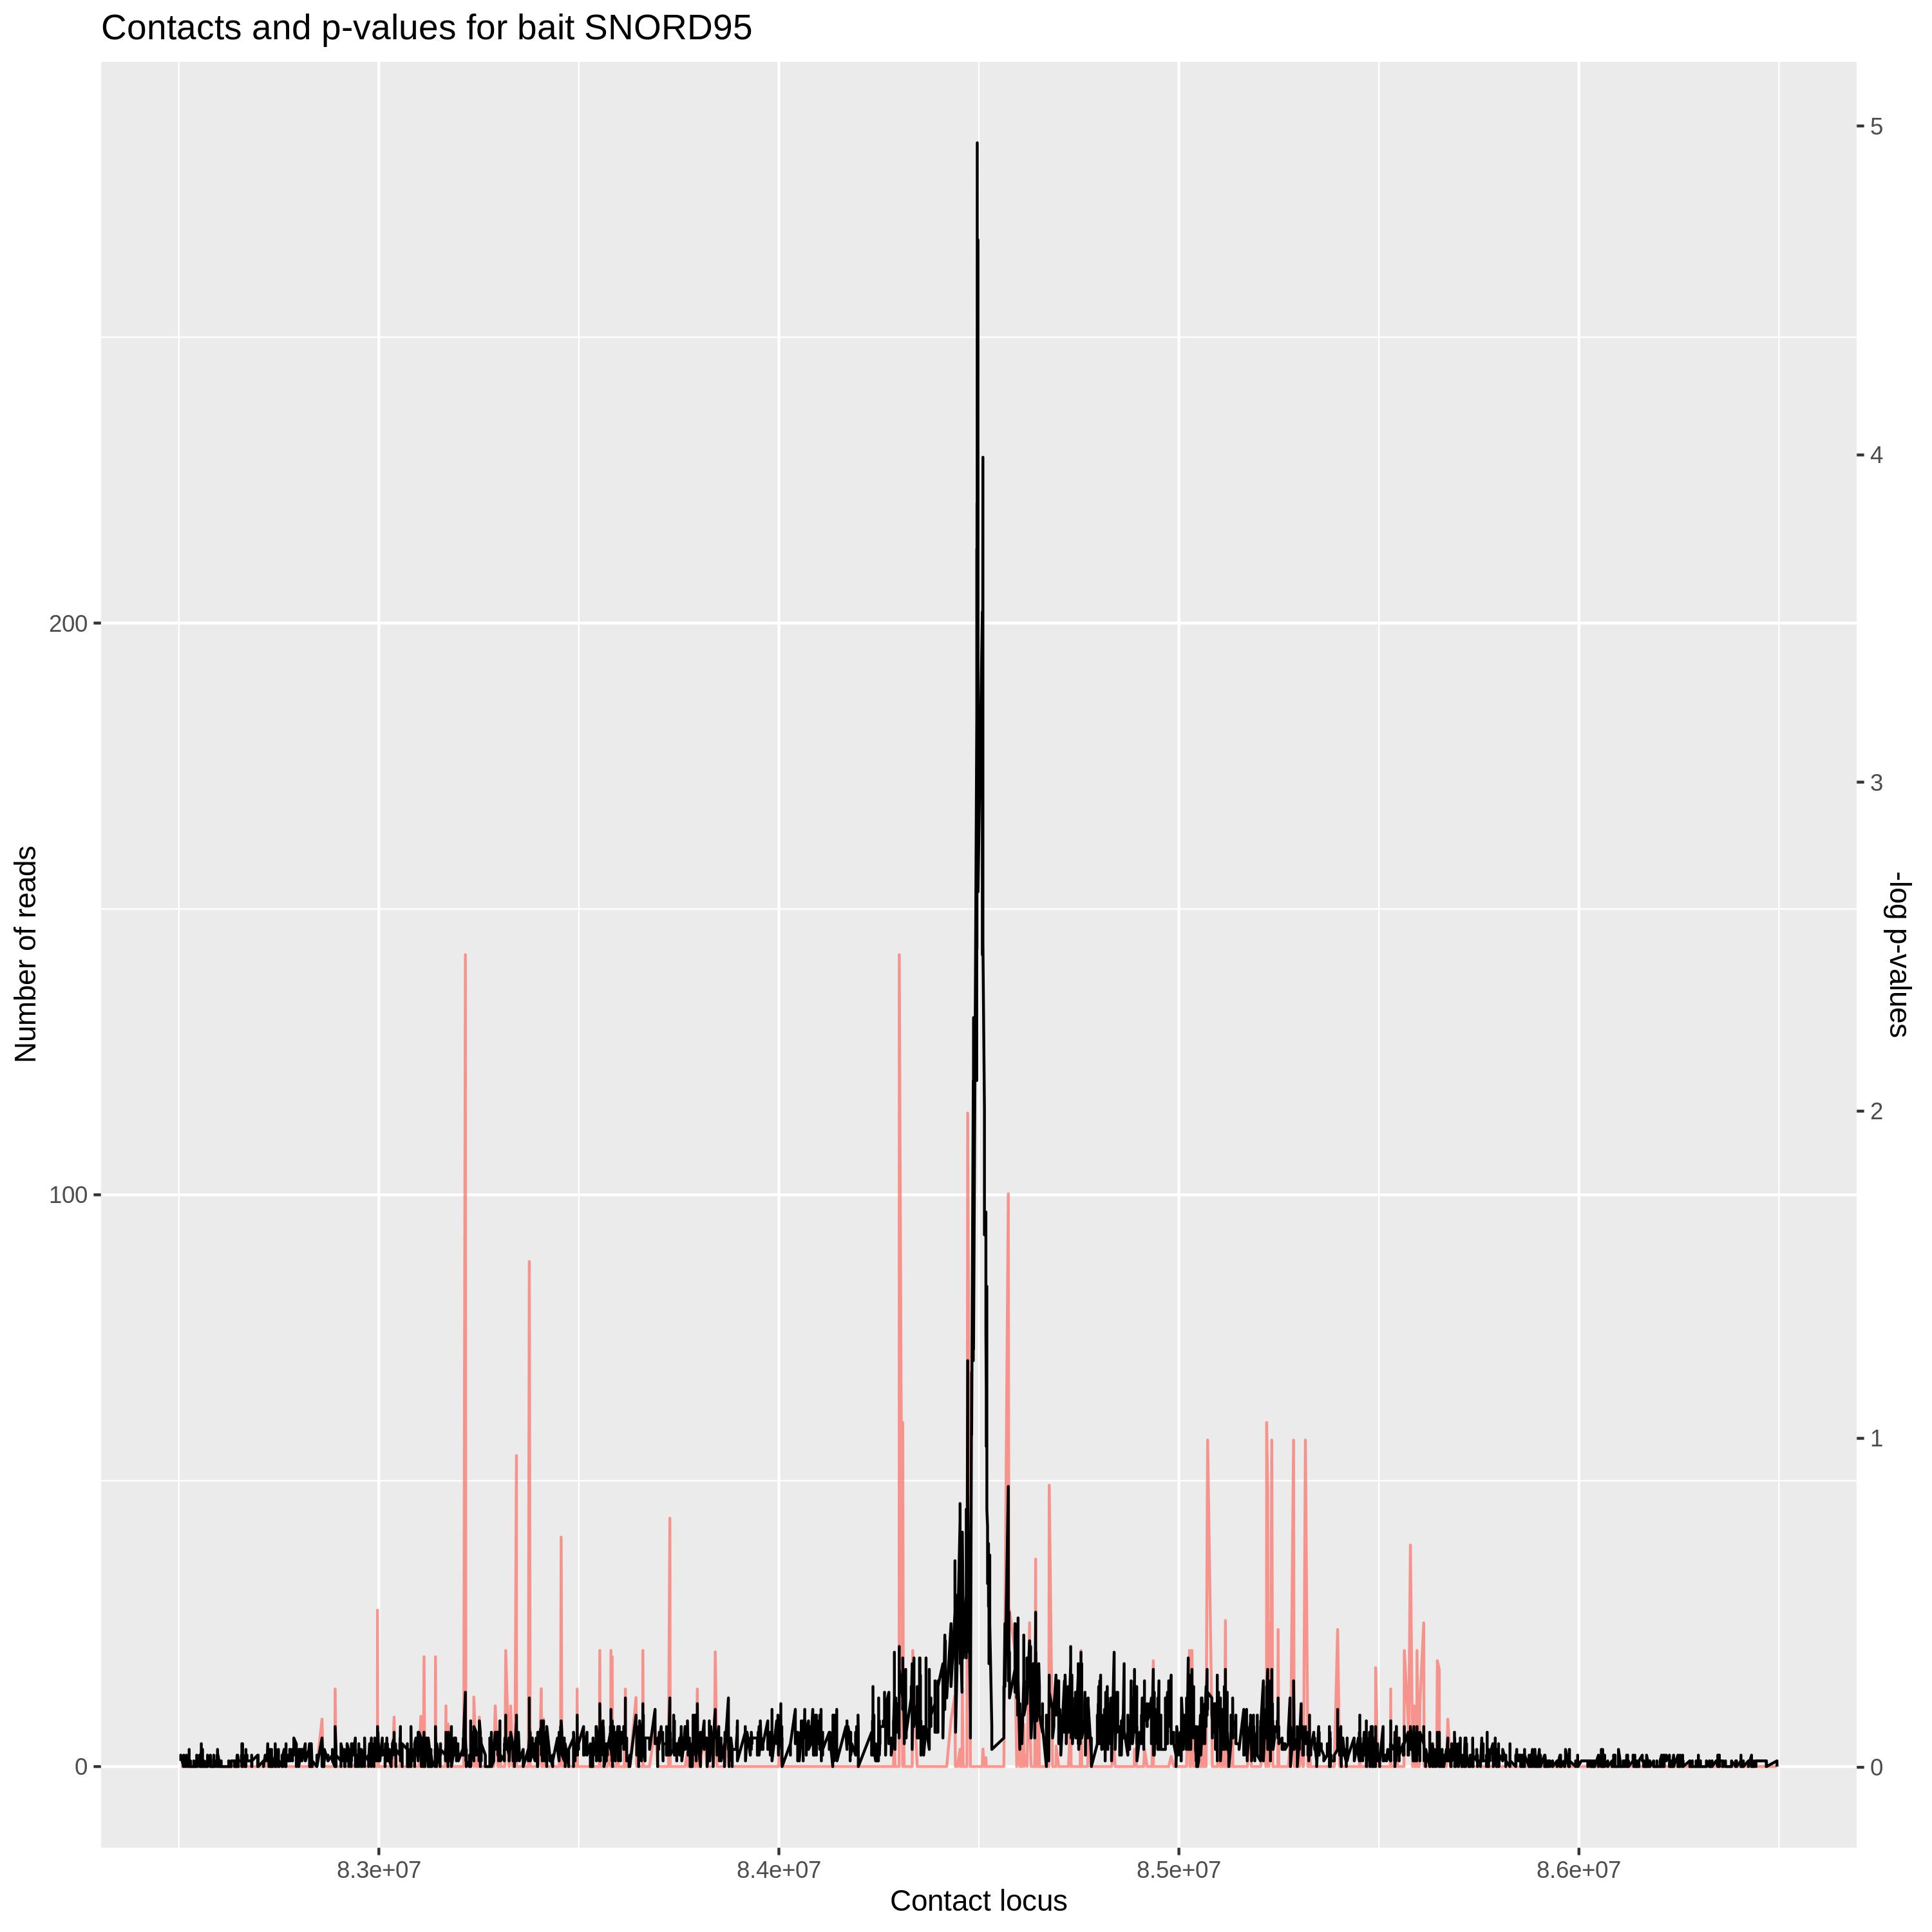 Contacts and p-values for bait SNORD95
Number of reads
200
100
0
5
4
3
2
1
0
-log p-values
8.3e+07
8.4e+07
8.5e+07
8.6e+07
Contact locus